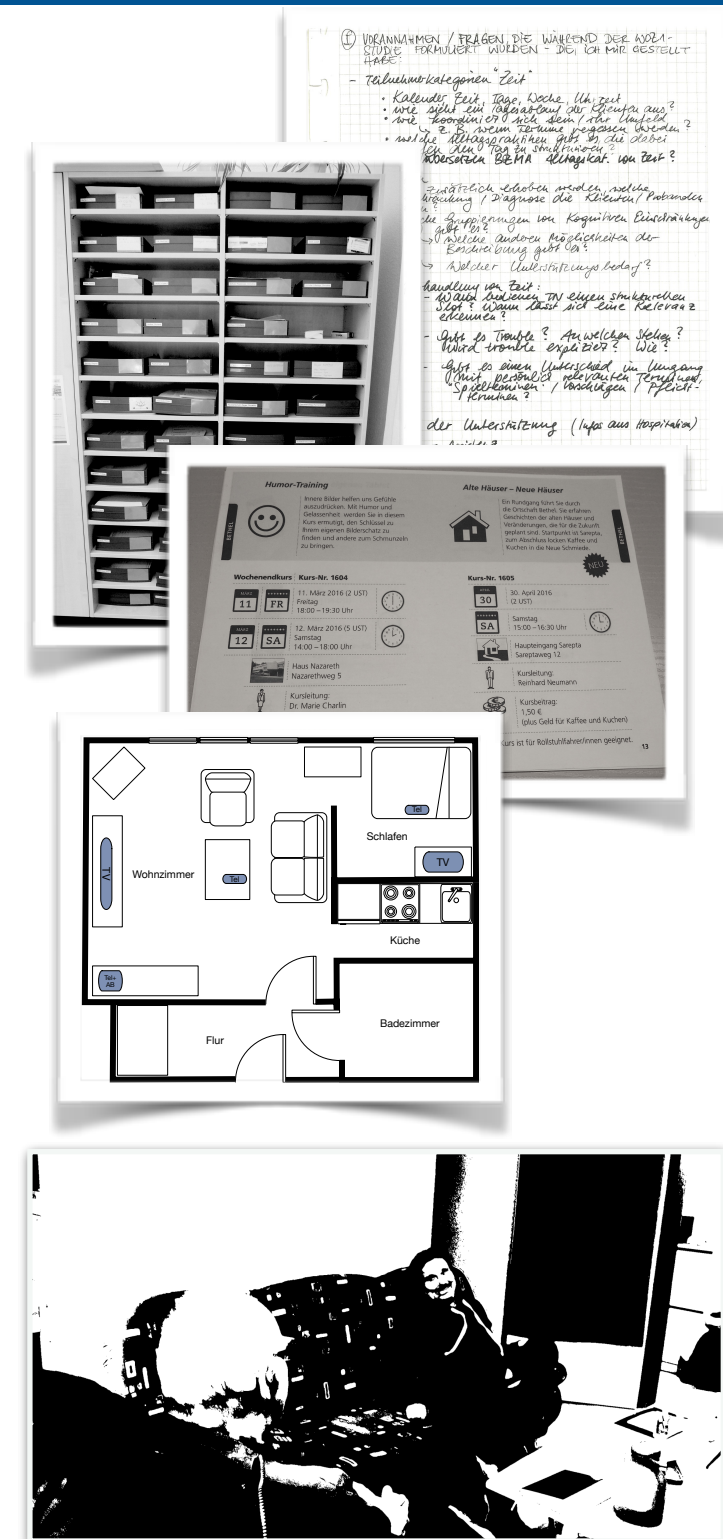 VORANNAHMEN / FRAGEN, DIE WÄHREND DER WOZ1-
STUDIE FORMULIERT WURDEN - DIE ICH MIR GESTELLT
HABE:
- Teilnehmerkategorien "Zeit"
• Kalender Zeit, Tage, Woche, Uhrzeit
• wie sieht ein Tagesablauf der Klienten aus?
• wie koordiniert sich sein / ihr Umfeld
↳ z.B. wenn Termine vergessen werden?
• welche Alltagspraktiken gibt es, die dabei
den Tag zu strukturieren?
übersetzen BEMA Alltagskat. von Zeit?
zusätzlich erhoben werden, welche
/ Diagnose die Klienten / Probanden
Gruppierungen von Kognitiven Einschränkungen
gibt es?
→ Welche anderen Möglichkeiten der
Beschreibung gibt es?
→ Welcher Unterstützungsbedarf?
handlung von Zeit:
- Wann bedienen TN einen strukturellen
Slot? Wann lässt sich eine Relevanz
erkennen?
- Gibt es Trouble? An welchen Stellen?
Wird trouble expliziert? Wie?
- Gibt es einen Unterschied im Umgang
mit persönlich relevanten Terminen,
"Spielterminen", / Vorschlägen / Pflicht-
terminen?
der Unterstützung (Infos aus Hospitation)
Humor-Training
Innere Bilder helfen uns Gefühle
auszudrücken. Mit Humor und
Gelassenheit werden Sie in diesem
Kurs ermutigt, den Schlüssel zu
Ihrem eigenen Bilderschatz zu
finden und andere zum Schmunzeln
zu bringen.
BETHEL
Wochenendkurs Kurs-Nr. 1604
MÄRZ
11 FR
11. März 2016 (2 UST)
Freitag
18:00 – 19:30 Uhr
MÄRZ
12 SA
12. März 2016 (5 UST)
Samstag
14:00 – 18:00 Uhr
Haus Nazareth
Nazarethweg 5
Kursleitung:
Dr. Marie Charlin
Alte Häuser – Neue Häuser
Ein Rundgang führt Sie durch
die Ortschaft Bethel. Sie erfahren
Geschichten der alten Häuser und
Veränderungen, die für die Zukunft
geplant sind. Startpunkt ist Sarepta,
zum Abschluss locken Kaffee und
Kuchen in die Neue Schmiede.
BETHEL
NEU
Kurs-Nr. 1605
APRIL
30
30. April 2016
(2 UST)
SA
Samstag
15:00 – 16:30 Uhr
Haupteingang Sarepta
Sareptaweg 12
Kursleitung:
Reinhard Neumann
Kursbeitrag:
1,50 €
(plus Geld für Kaffee und Kuchen)
Kurs ist für Rollstuhlfahrer/innen geeignet.
13
Tel
Schlafen
TV
TV
Wohnzimmer
Tel
Küche
Tel+
AB
Flur
Badezimmer